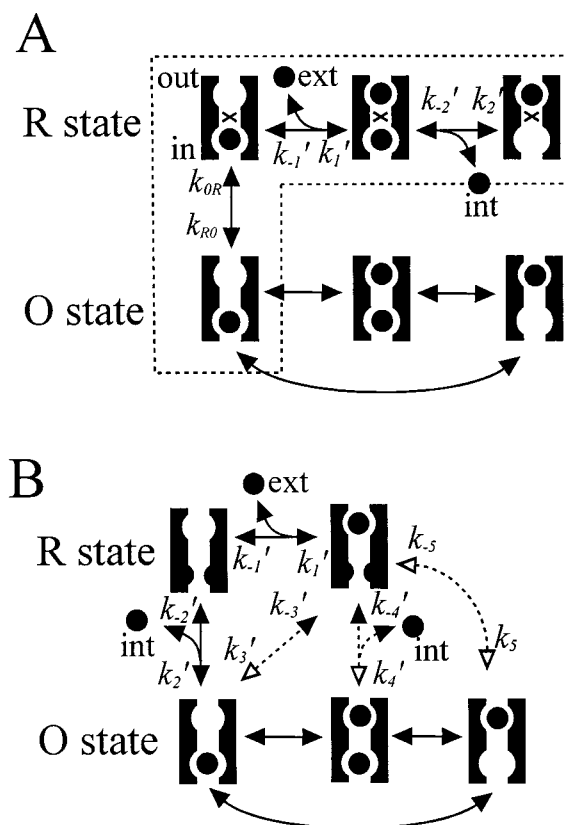 A
out
ext
R state
x
x
x
k-2'
k2'
in
k-1'
k1'
k0R
int
kR0
O state
B
ext
R state
k-1'
k1'
k-5
k-2'
k-3'
k-4'
int
int
k2'
k3'
k4'
k5
O state